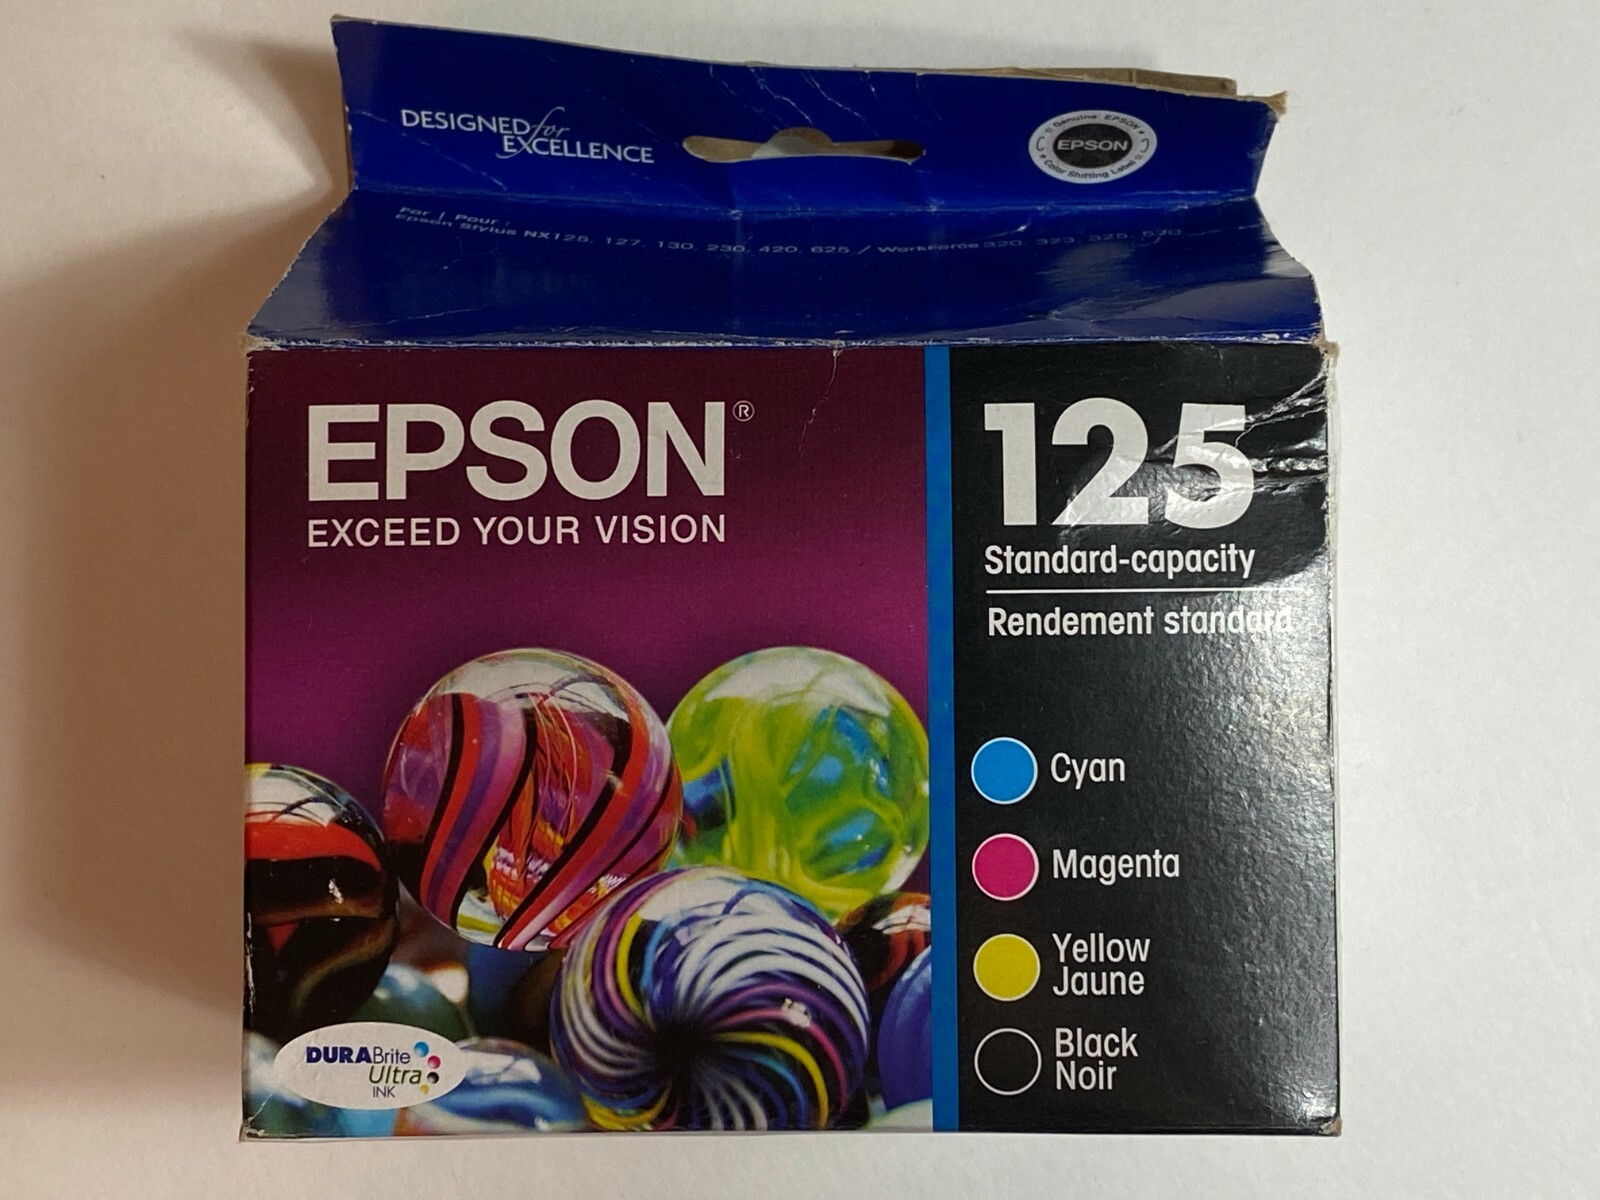 DESIGNED for
EXCELLENCE
Genuine EPSON
EPSON
Color Shifting Label
For / Pour :
Epson Stylus NX125, 127, 130, 230, 420, 625 / WorkForce 320, 323, 325, 520
EPSON®
EXCEED YOUR VISION
125
Standard-capacity
Rendement standard
Cyan
Magenta
Yellow
Jaune
Black
Noir
DURABrite
Ultra
INK